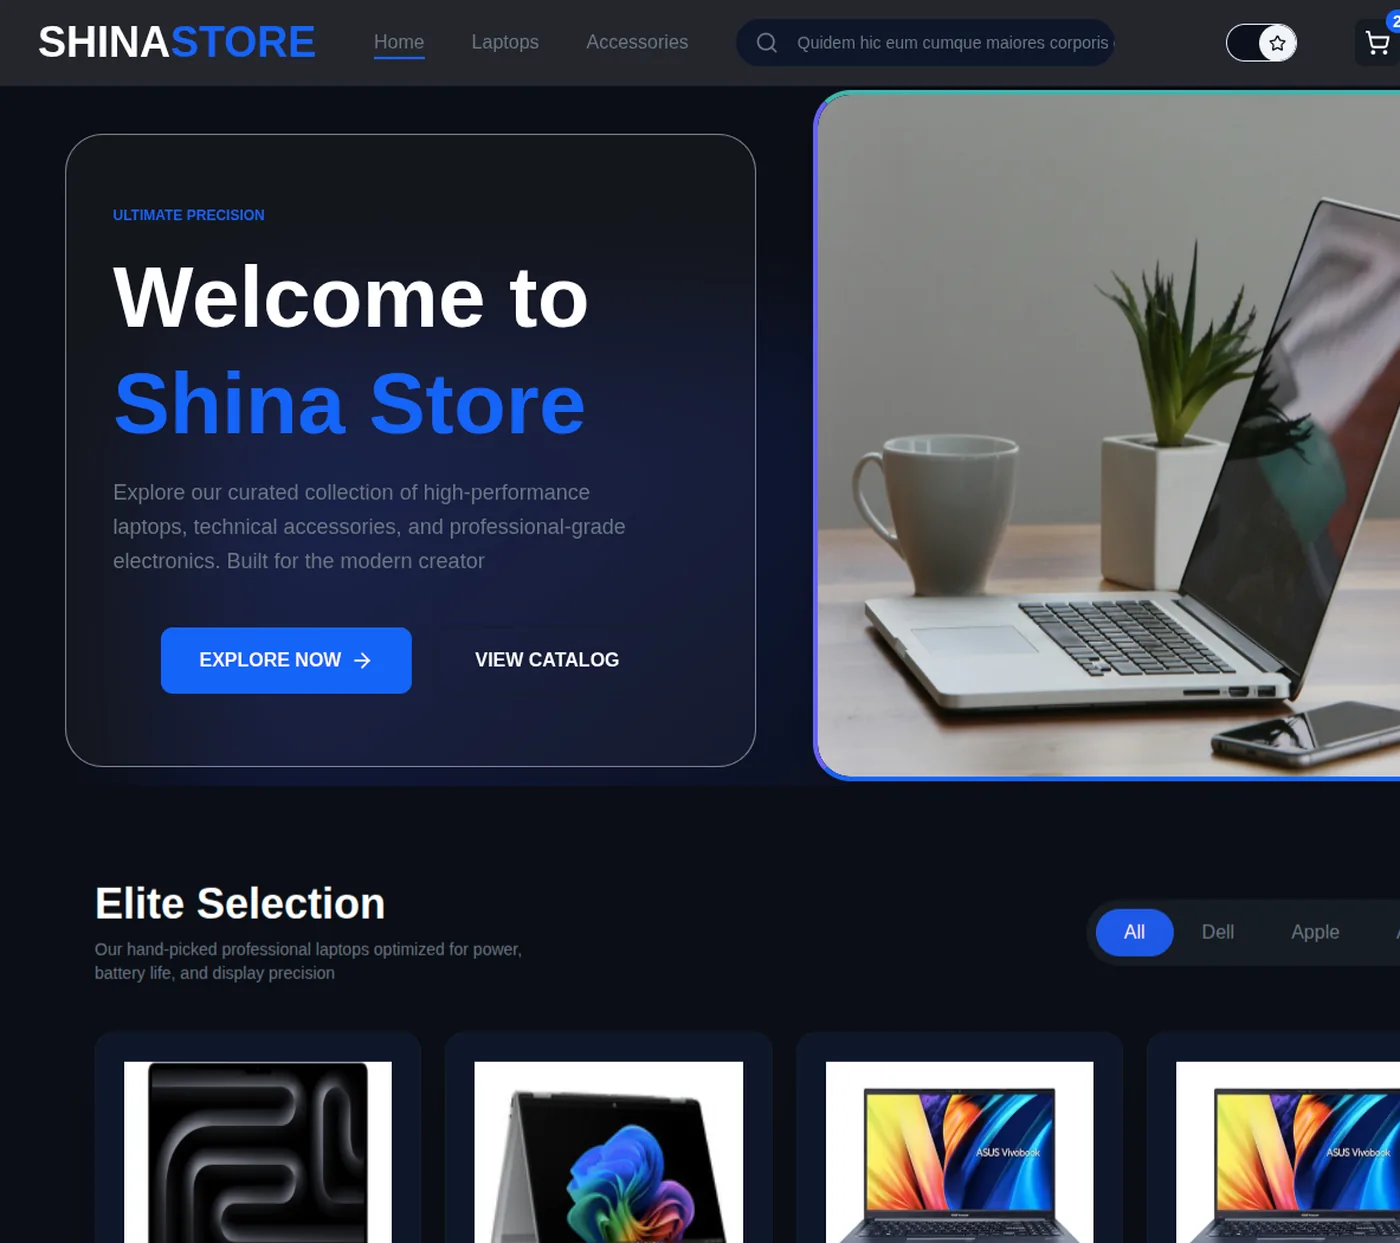 SHINASTORE
Home
Laptops
Accessories
Quidem hic eum cumque maiores corporis
2
ULTIMATE PRECISION
Welcome to
Shina Store
Explore our curated collection of high-performance
laptops, technical accessories, and professional-grade
electronics. Built for the modern creator
EXPLORE NOW
VIEW CATALOG
Elite Selection
Our hand-picked professional laptops optimized for power,
battery life, and display precision
All
Dell
Apple
ASUS Vivobook
ASUS Vivobook